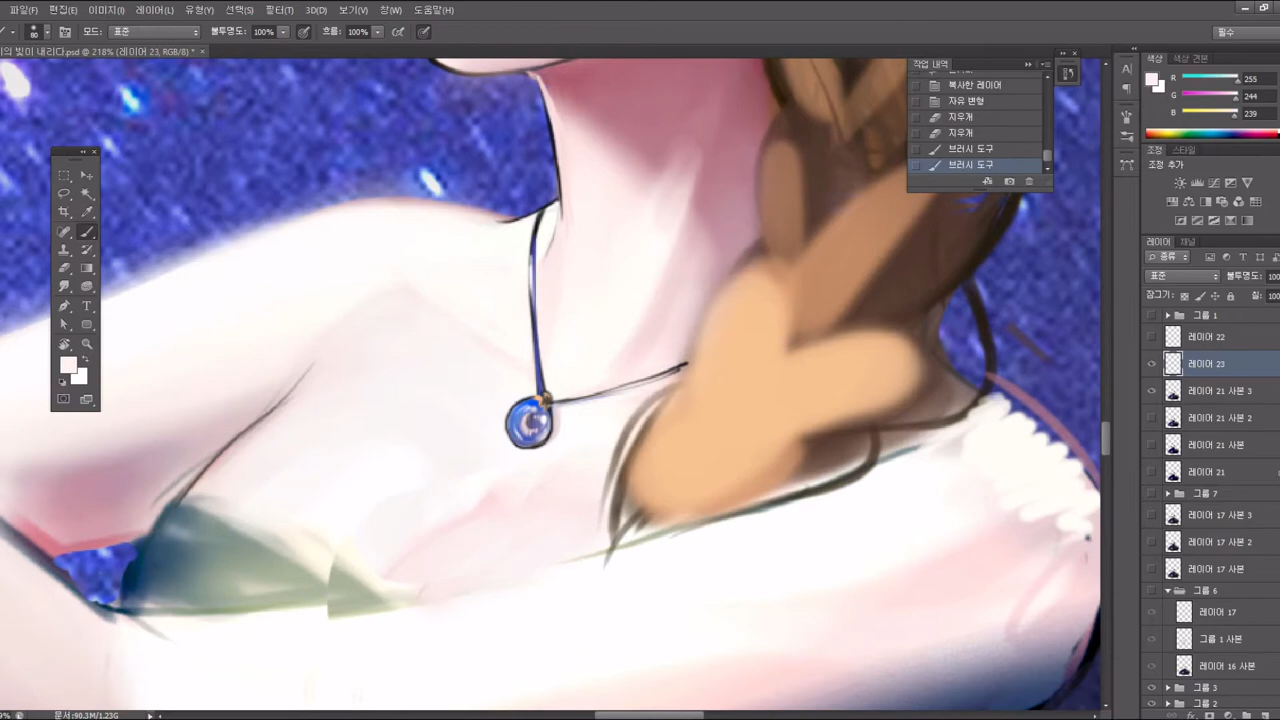 파일(F) 편집(E) 이미지(I) 레이어(L) 유형(Y) 선택(S) 필터(T) 3D(D) 보기(V) 창(W) 도움말(H)
80 모드: 표준 불투명도: 100% 흐름: 100% 필수
의 빛이 내리다.psd @ 218% (레이어 23, RGB/8) *
작업 내역
복사한 레이어
자유 변형
지우개
지우개
브러시 도구
브러시 도구
색상 색상 견본
R 255
G 244
B 239
조정 스타일
조정 추가
레이어 채널
종류
표준 불투명도: 100
잠그기: 칠: 100
그룹 1
레이어 22
레이어 23
레이어 21 사본 3
레이어 21 사본 2
레이어 21 사본
레이어 21
그룹 7
레이어 17 사본 3
레이어 17 사본 2
레이어 17 사본
그룹 6
레이어 17
그룹 1 사본
레이어 16 사본
그룹 3
그룹 2
문서:90.3M/1.23G